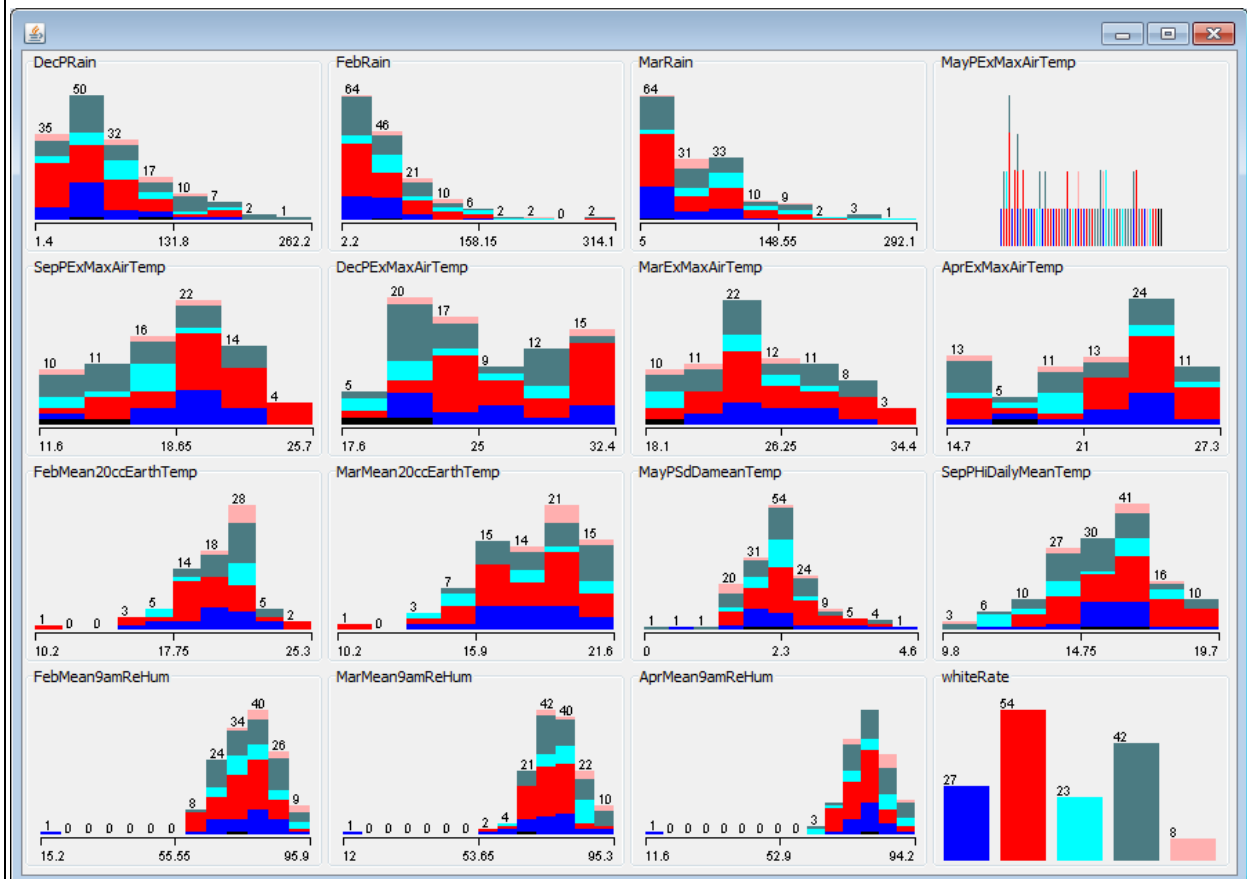 DecPRain FebRain MarRain MayPExMaxAirTemp
35 50 32 17 10 7 2 1
64 46 21 10 6 2 2 0 2
64 31 33 10 9 2 3 1
1.4 131.8 262.2
2.2 158.15 314.1
5 148.55 292.1
SepPExMaxAirTemp DecPExMaxAirTemp MarExMaxAirTemp AprExMaxAirTemp
10 11 16 22 14 4
5 20 17 9 12 15
10 11 22 12 11 8 3
13 5 11 13 24 11
11.6 18.65 25.7
17.6 25 32.4
18.1 26.25 34.4
14.7 21 27.3
FebMean20ccEarthTemp MarMean20ccEarthTemp MayPSdDameanTemp SepPHiDailyMeanTemp
1 0 0 3 5 14 18 28 5 2
1 0 3 7 15 14 21 15
1 1 1 20 31 54 24 9 5 4 1
3 6 10 27 30 41 16 10
10.2 17.75 25.3
10.2 15.9 21.6
0 2.3 4.6
9.8 14.75 19.7
FebMean9amReHum MarMean9amReHum AprMean9amReHum whiteRate
1 0 0 0 0 0 0 8 24 34 40 26 9
1 0 0 0 0 0 0 2 4 21 42 40 22 10
1 0 0 0 0 0 0 0 0 3
27 54 23 42 8
15.2 55.55 95.9
12 53.65 95.3
11.6 52.9 94.2